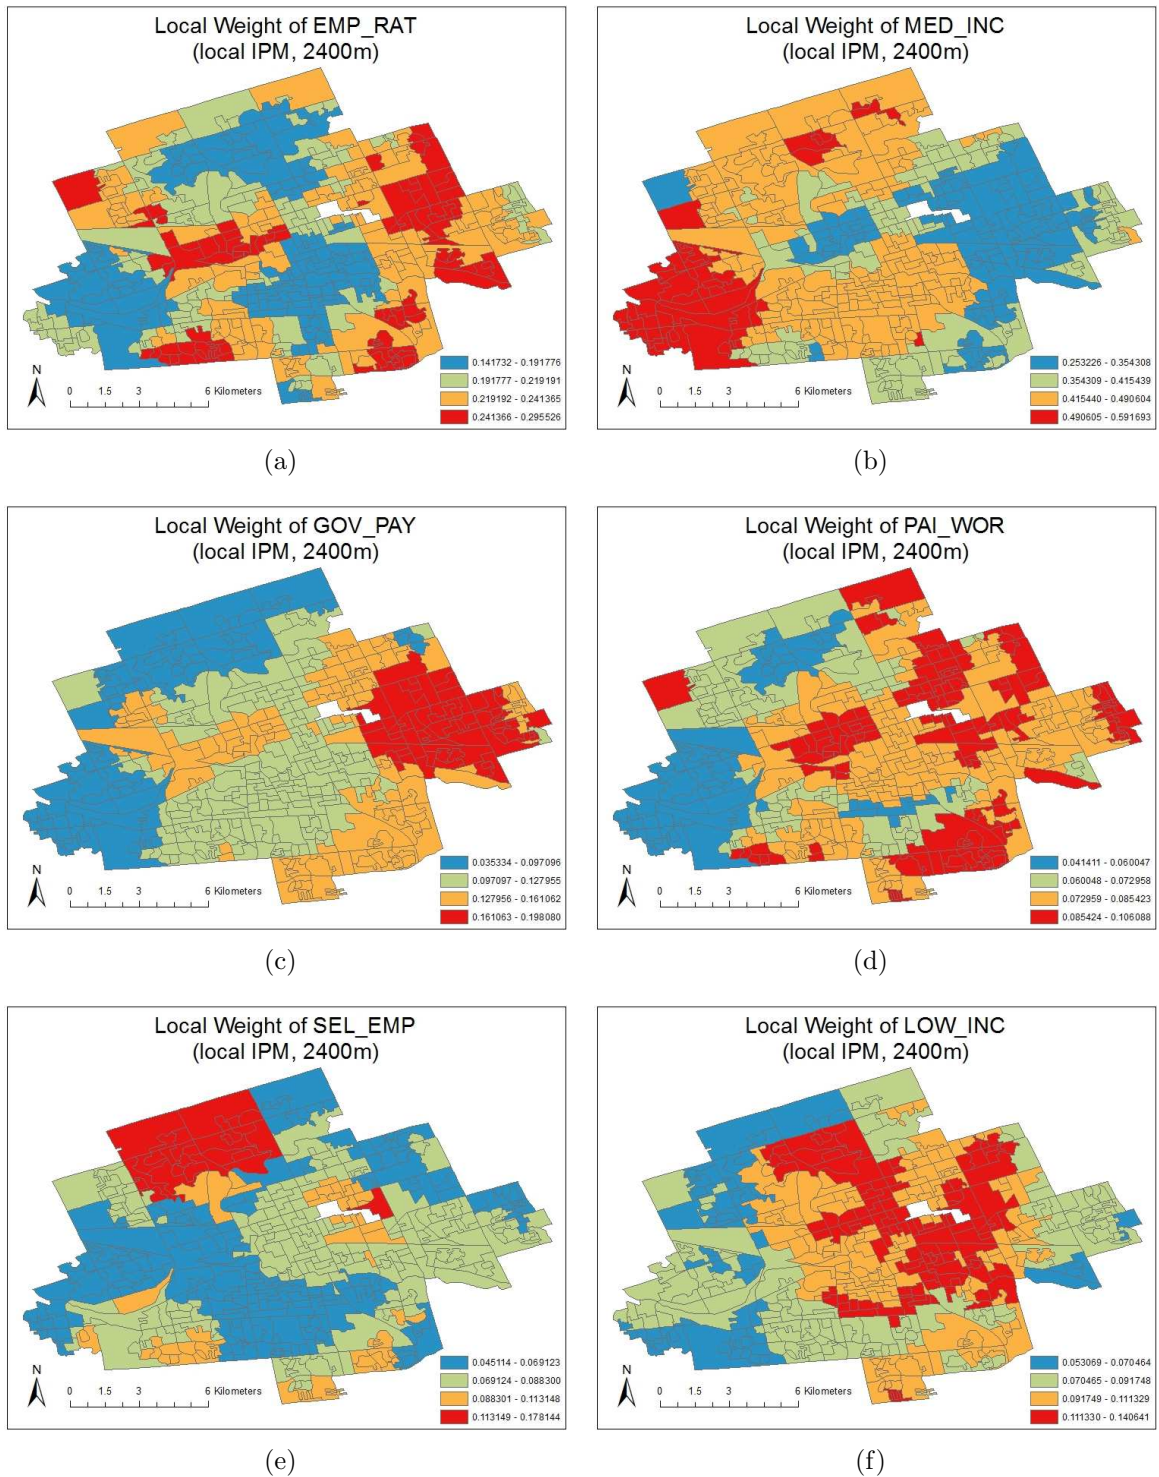 Local Weight of EMP_RAT
(local IPM, 2400m)
N
0 1.5 3 6 Kilometers
0.141732 - 0.191776
0.191777 - 0.219191
0.219192 - 0.241365
0.241366 - 0.295526
(a)
Local Weight of MED_INC
(local IPM, 2400m)
N
0 1.5 3 6 Kilometers
0.253226 - 0.354308
0.354309 - 0.415439
0.415440 - 0.490604
0.490605 - 0.591693
(b)
Local Weight of GOV_PAY
(local IPM, 2400m)
N
0 1.5 3 6 Kilometers
0.035334 - 0.097096
0.097097 - 0.127955
0.127956 - 0.161062
0.161063 - 0.198080
(c)
Local Weight of PAI_WOR
(local IPM, 2400m)
N
0 1.5 3 6 Kilometers
0.041411 - 0.060047
0.060048 - 0.072958
0.072959 - 0.085423
0.085424 - 0.106088
(d)
Local Weight of SEL_EMP
(local IPM, 2400m)
N
0 1.5 3 6 Kilometers
0.045114 - 0.069123
0.069124 - 0.088300
0.088301 - 0.113148
0.113149 - 0.178144
(e)
Local Weight of LOW_INC
(local IPM, 2400m)
N
0 1.5 3 6 Kilometers
0.053069 - 0.070464
0.070465 - 0.091748
0.091749 - 0.111329
0.111330 - 0.140641
(f)